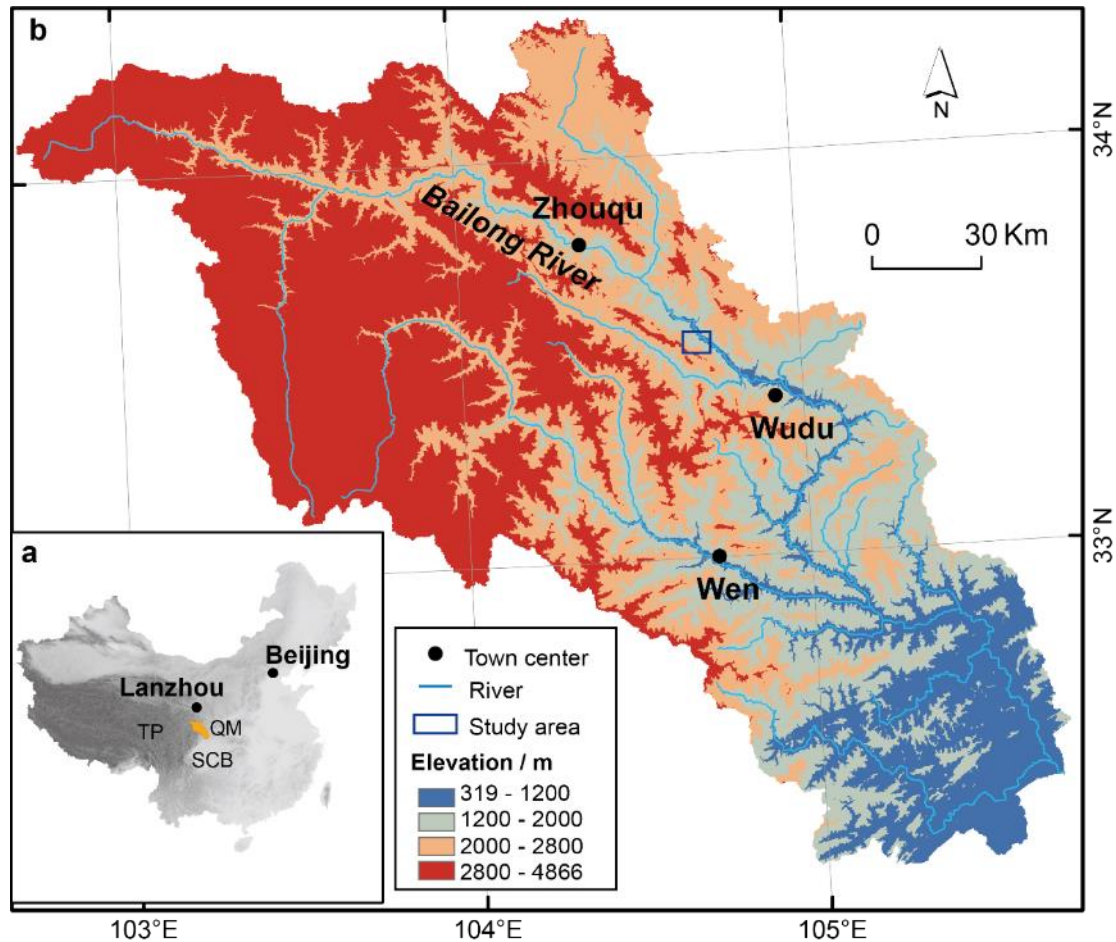 b
N
34°N
0 30 Km
Zhouqu
Bailong River
Wudu
33°N
Wen
a
Beijing
Lanzhou
TP
QM
SCB
Town center
River
Study area
Elevation / m
319 - 1200
1200 - 2000
2000 - 2800
2800 - 4866
103°E
104°E
105°E